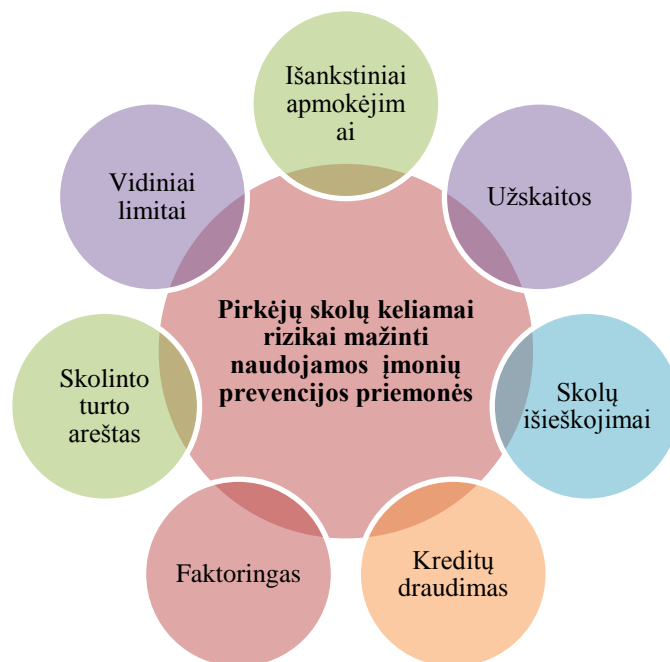 Išankstiniai
apmokėjim
ai
Užskaitos
Skolų
išieškojimai
Kreditų
draudimas
Faktoringas
Skolinto
turto
areštas
Vidiniai
limitai
Pirkėjų skolų keliamai
rizikai mažinti
naudojamos įmonių
prevencijos priemonės